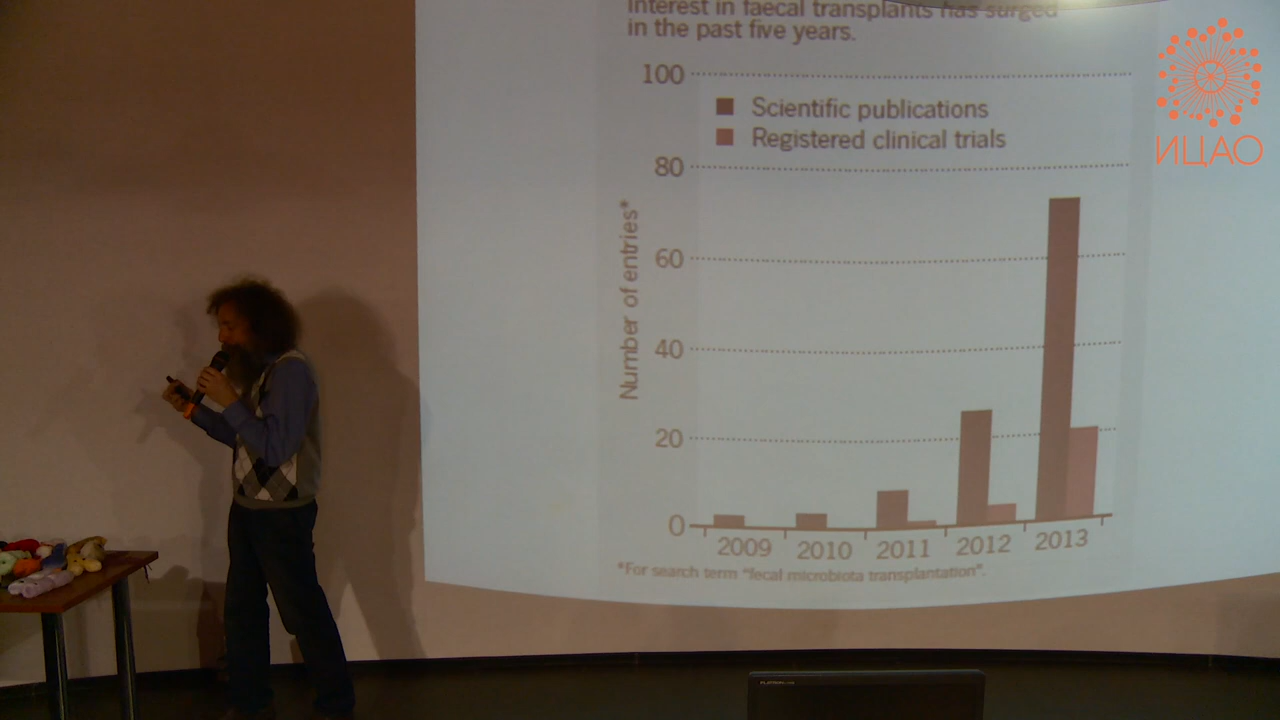 Interest in faecal transplants has surged
in the past five years.
100
Scientific publications
Registered clinical trials
80
60
40
20
0
Number of entries*
2009 2010 2011 2012 2013
*For search term "fecal microbiota transplantation".
ИЦАО